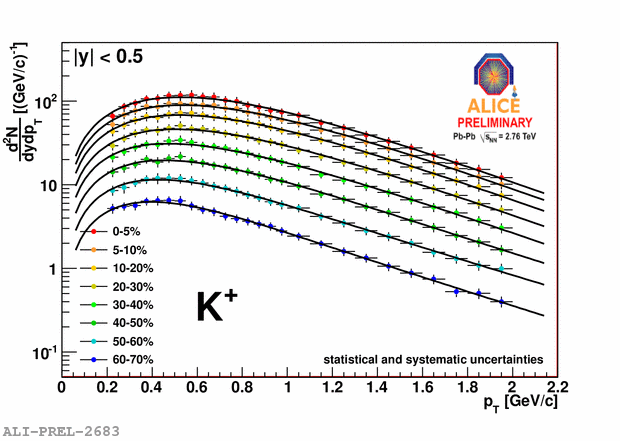 |y| < 0.5
ALICE
PRELIMINARY
Pb-Pb √s_NN = 2.76 TeV
d²N
dydp_T [(GeV/c)⁻¹]
10²
10
1
10⁻¹
0-5%
5-10%
10-20%
20-30%
30-40%
40-50%
50-60%
60-70%
K⁺
statistical and systematic uncertainties
0 0.2 0.4 0.6 0.8 1 1.2 1.4 1.6 1.8 2 2.2
p_T [GeV/c]
ALI-PREL-2683